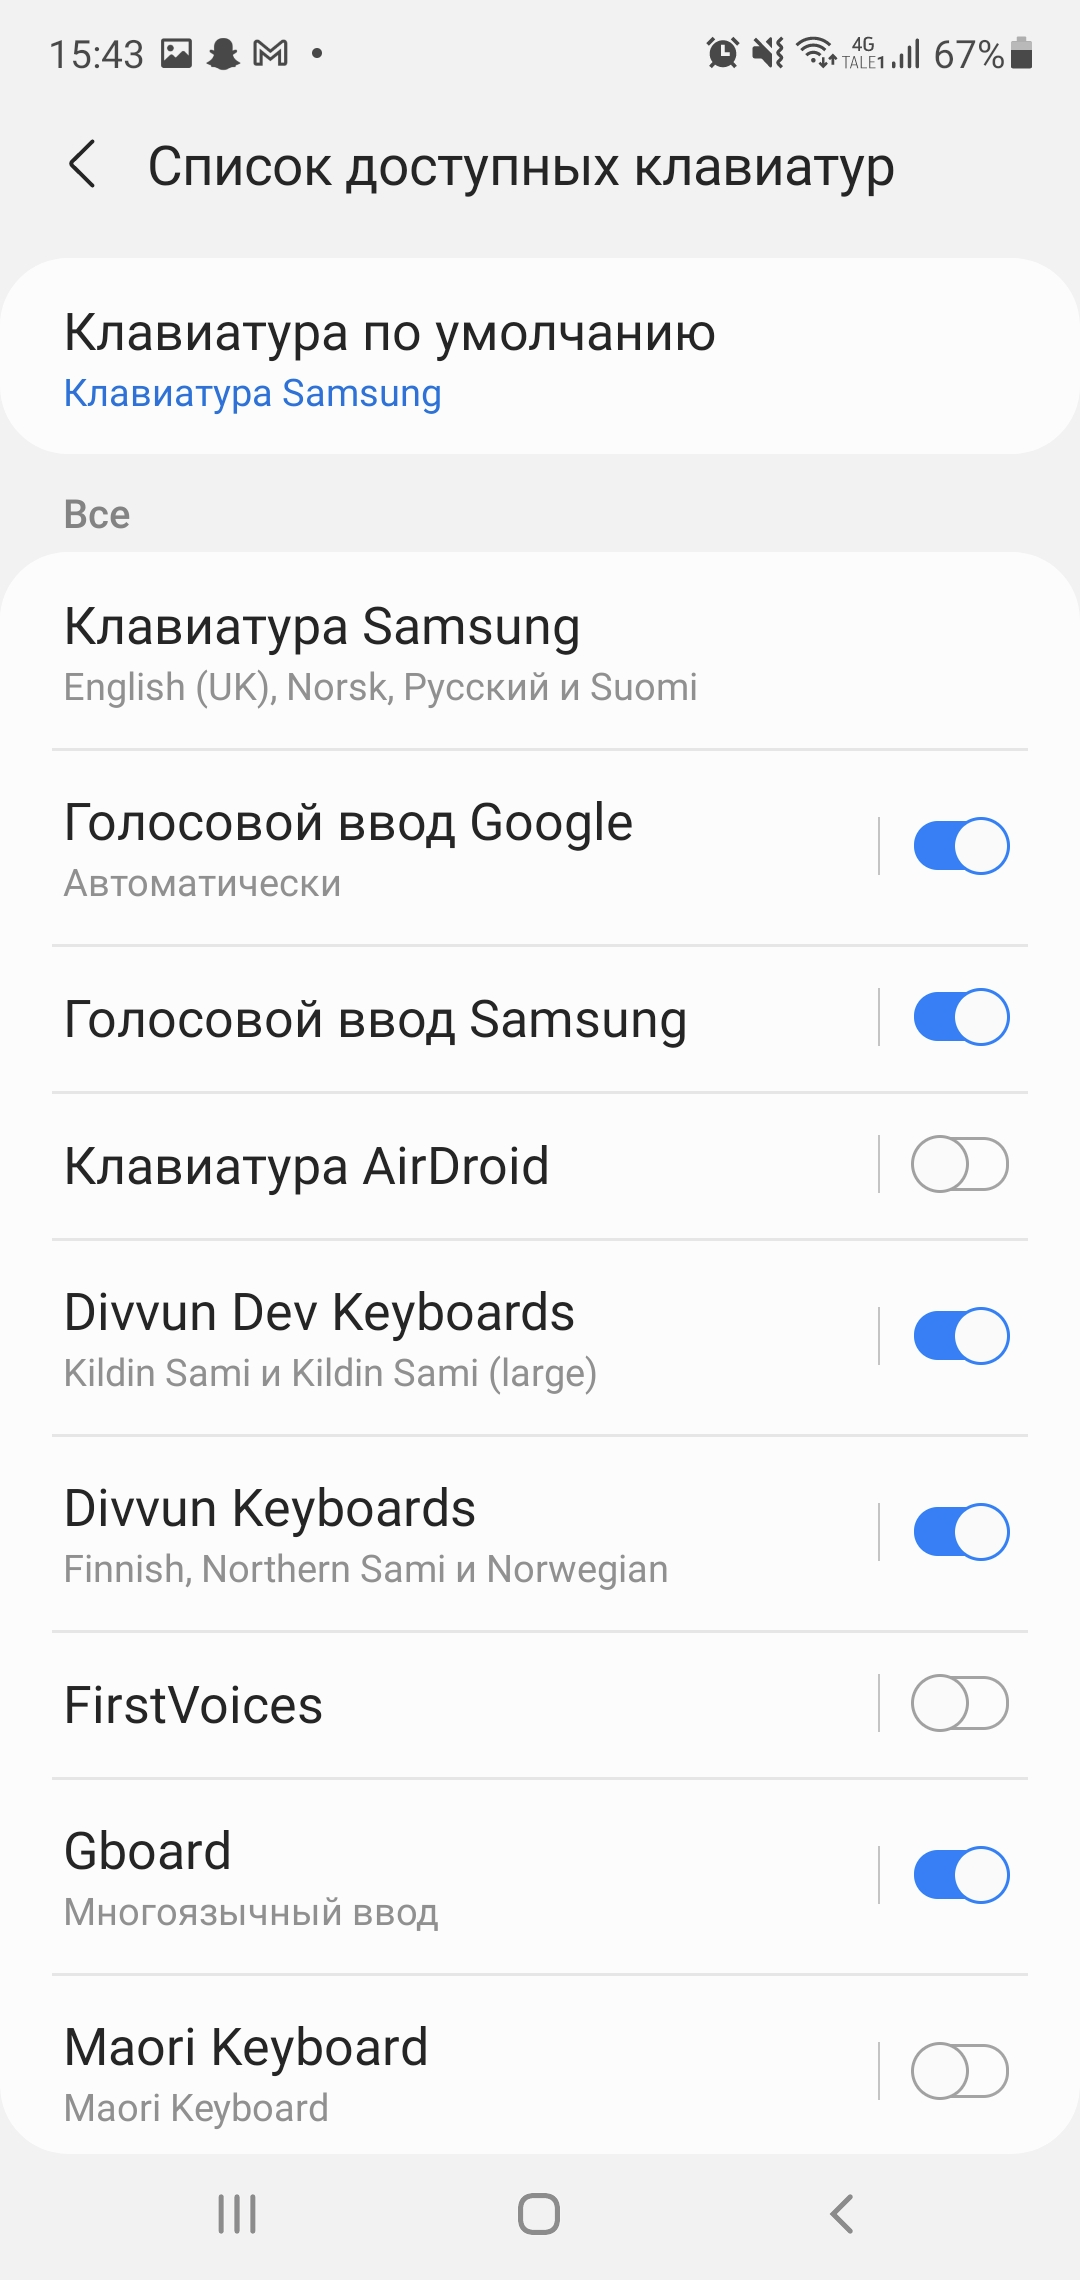 15:43
4G
TALE1
67%
Список доступных клавиатур
Клавиатура по умолчанию
Клавиатура Samsung
Все
Клавиатура Samsung
English (UK), Norsk, Русский и Suomi
Голосовой ввод Google
Автоматически
Голосовой ввод Samsung
Клавиатура AirDroid
Divvun Dev Keyboards
Kildin Sami и Kildin Sami (large)
Divvun Keyboards
Finnish, Northern Sami и Norwegian
FirstVoices
Gboard
Многоязычный ввод
Maori Keyboard
Maori Keyboard